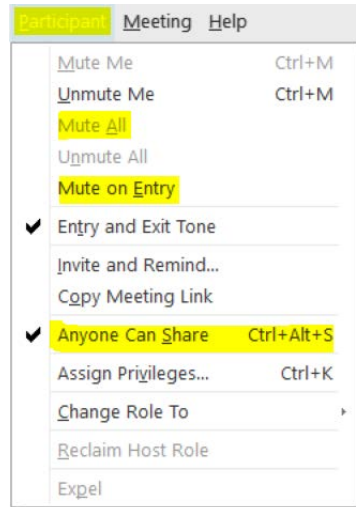 Participant Meeting Help
Mute Me Ctrl+M
Unmute Me Ctrl+M
Mute All
Unmute All
Mute on Entry
Entry and Exit Tone
Invite and Remind...
Copy Meeting Link
Anyone Can Share Ctrl+Alt+S
Assign Privileges... Ctrl+K
Change Role To
Reclaim Host Role
Expel